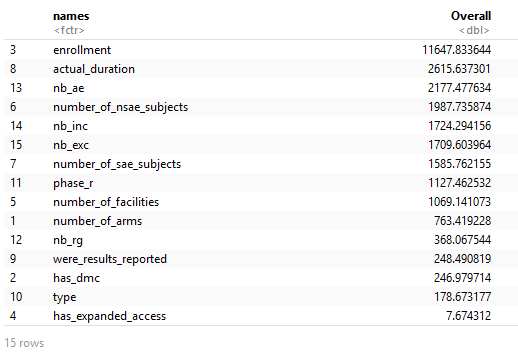 names Overall
<fctr> <dbl>
3 enrollment 11647.833644
8 actual_duration 2615.637301
13 nb_ae 2177.477634
6 number_of_nsae_subjects 1987.735874
14 nb_inc 1724.294156
15 nb_exc 1709.603964
7 number_of_sae_subjects 1585.762155
11 phase_r 1127.462532
5 number_of_facilities 1069.141073
1 number_of_arms 763.419228
12 nb_rg 368.067544
9 were_results_reported 248.490819
2 has_dmc 246.979714
10 type 178.673177
4 has_expanded_access 7.674312
15 rows